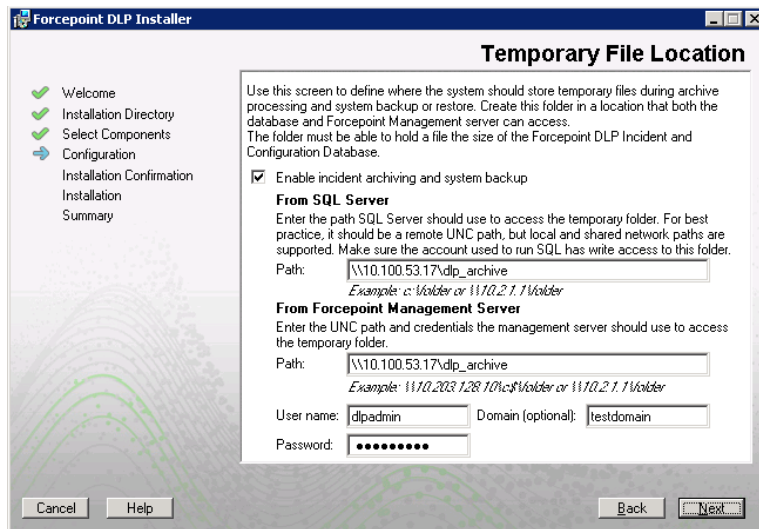 Forcepoint DLP Installer
Temporary File Location
Welcome
Installation Directory
Select Components
Configuration
Installation Confirmation
Installation
Summary
Use this screen to define where the system should store temporary files during archive
processing and system backup or restore. Create this folder in a location that both the
database and Forcepoint Management server can access.
The folder must be able to hold a file the size of the Forcepoint DLP Incident and
Configuration Database.
Enable incident archiving and system backup
From SQL Server
Enter the path SQL Server should use to access the temporary folder. For best
practice, it should be a remote UNC path, but local and shared network paths are
supported. Make sure the account used to run SQL has write access to this folder.
Path: \\10.100.53.17\dlp_archive
Example: c:\folder or \\10.2.1.1\folder
From Forcepoint Management Server
Enter the UNC path and credentials the management server should use to access
the temporary folder.
Path: \\10.100.53.17\dlp_archive
Example: \\10.203.128.10\c$\folder or \\10.2.1.1\folder
User name: dlpadmin Domain (optional): testdomain
Password: •••••••••
Cancel Help Back Next